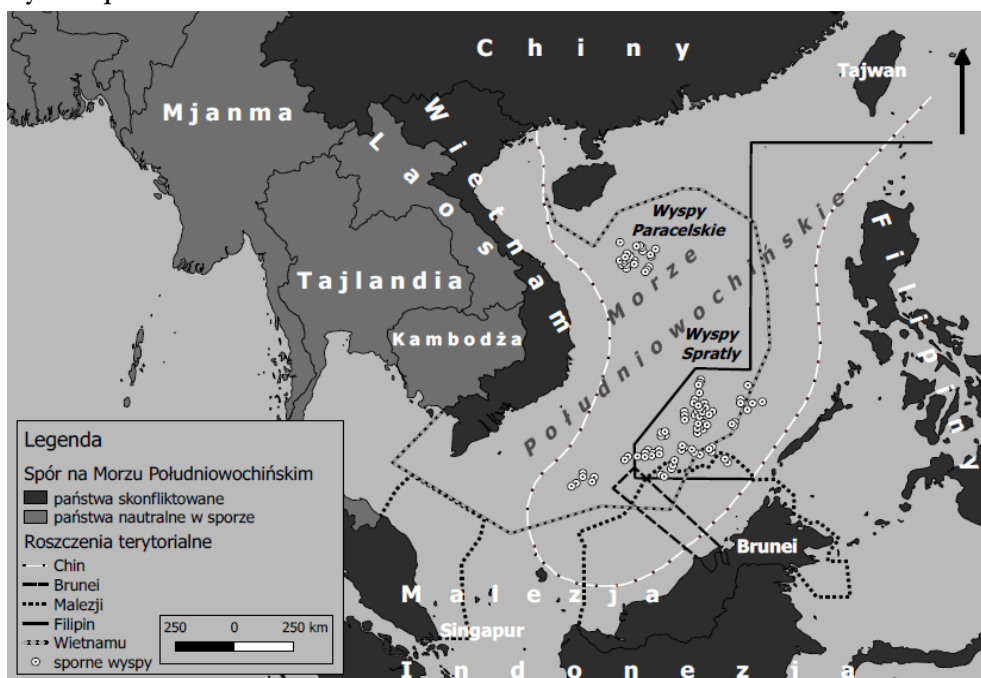 Chiny
Tajwan
Mjanma
Wietnam
Laos
Wyspy
Paracelskie
Filipiny
Morze
Południowochińskie
Tajlandia
Kambodża
Wyspy
Spratly
Legenda
Spór na Morzu Południowochińskim
państwa skonfliktowane
państwa nautralne w sporze
Roszczenia terytorialne
Chin
Brunei
Malezji
Filipin
Wietnamu
sporne wyspy
250 0 250 km
Brunei
Malezja
Singapur
Indonezja